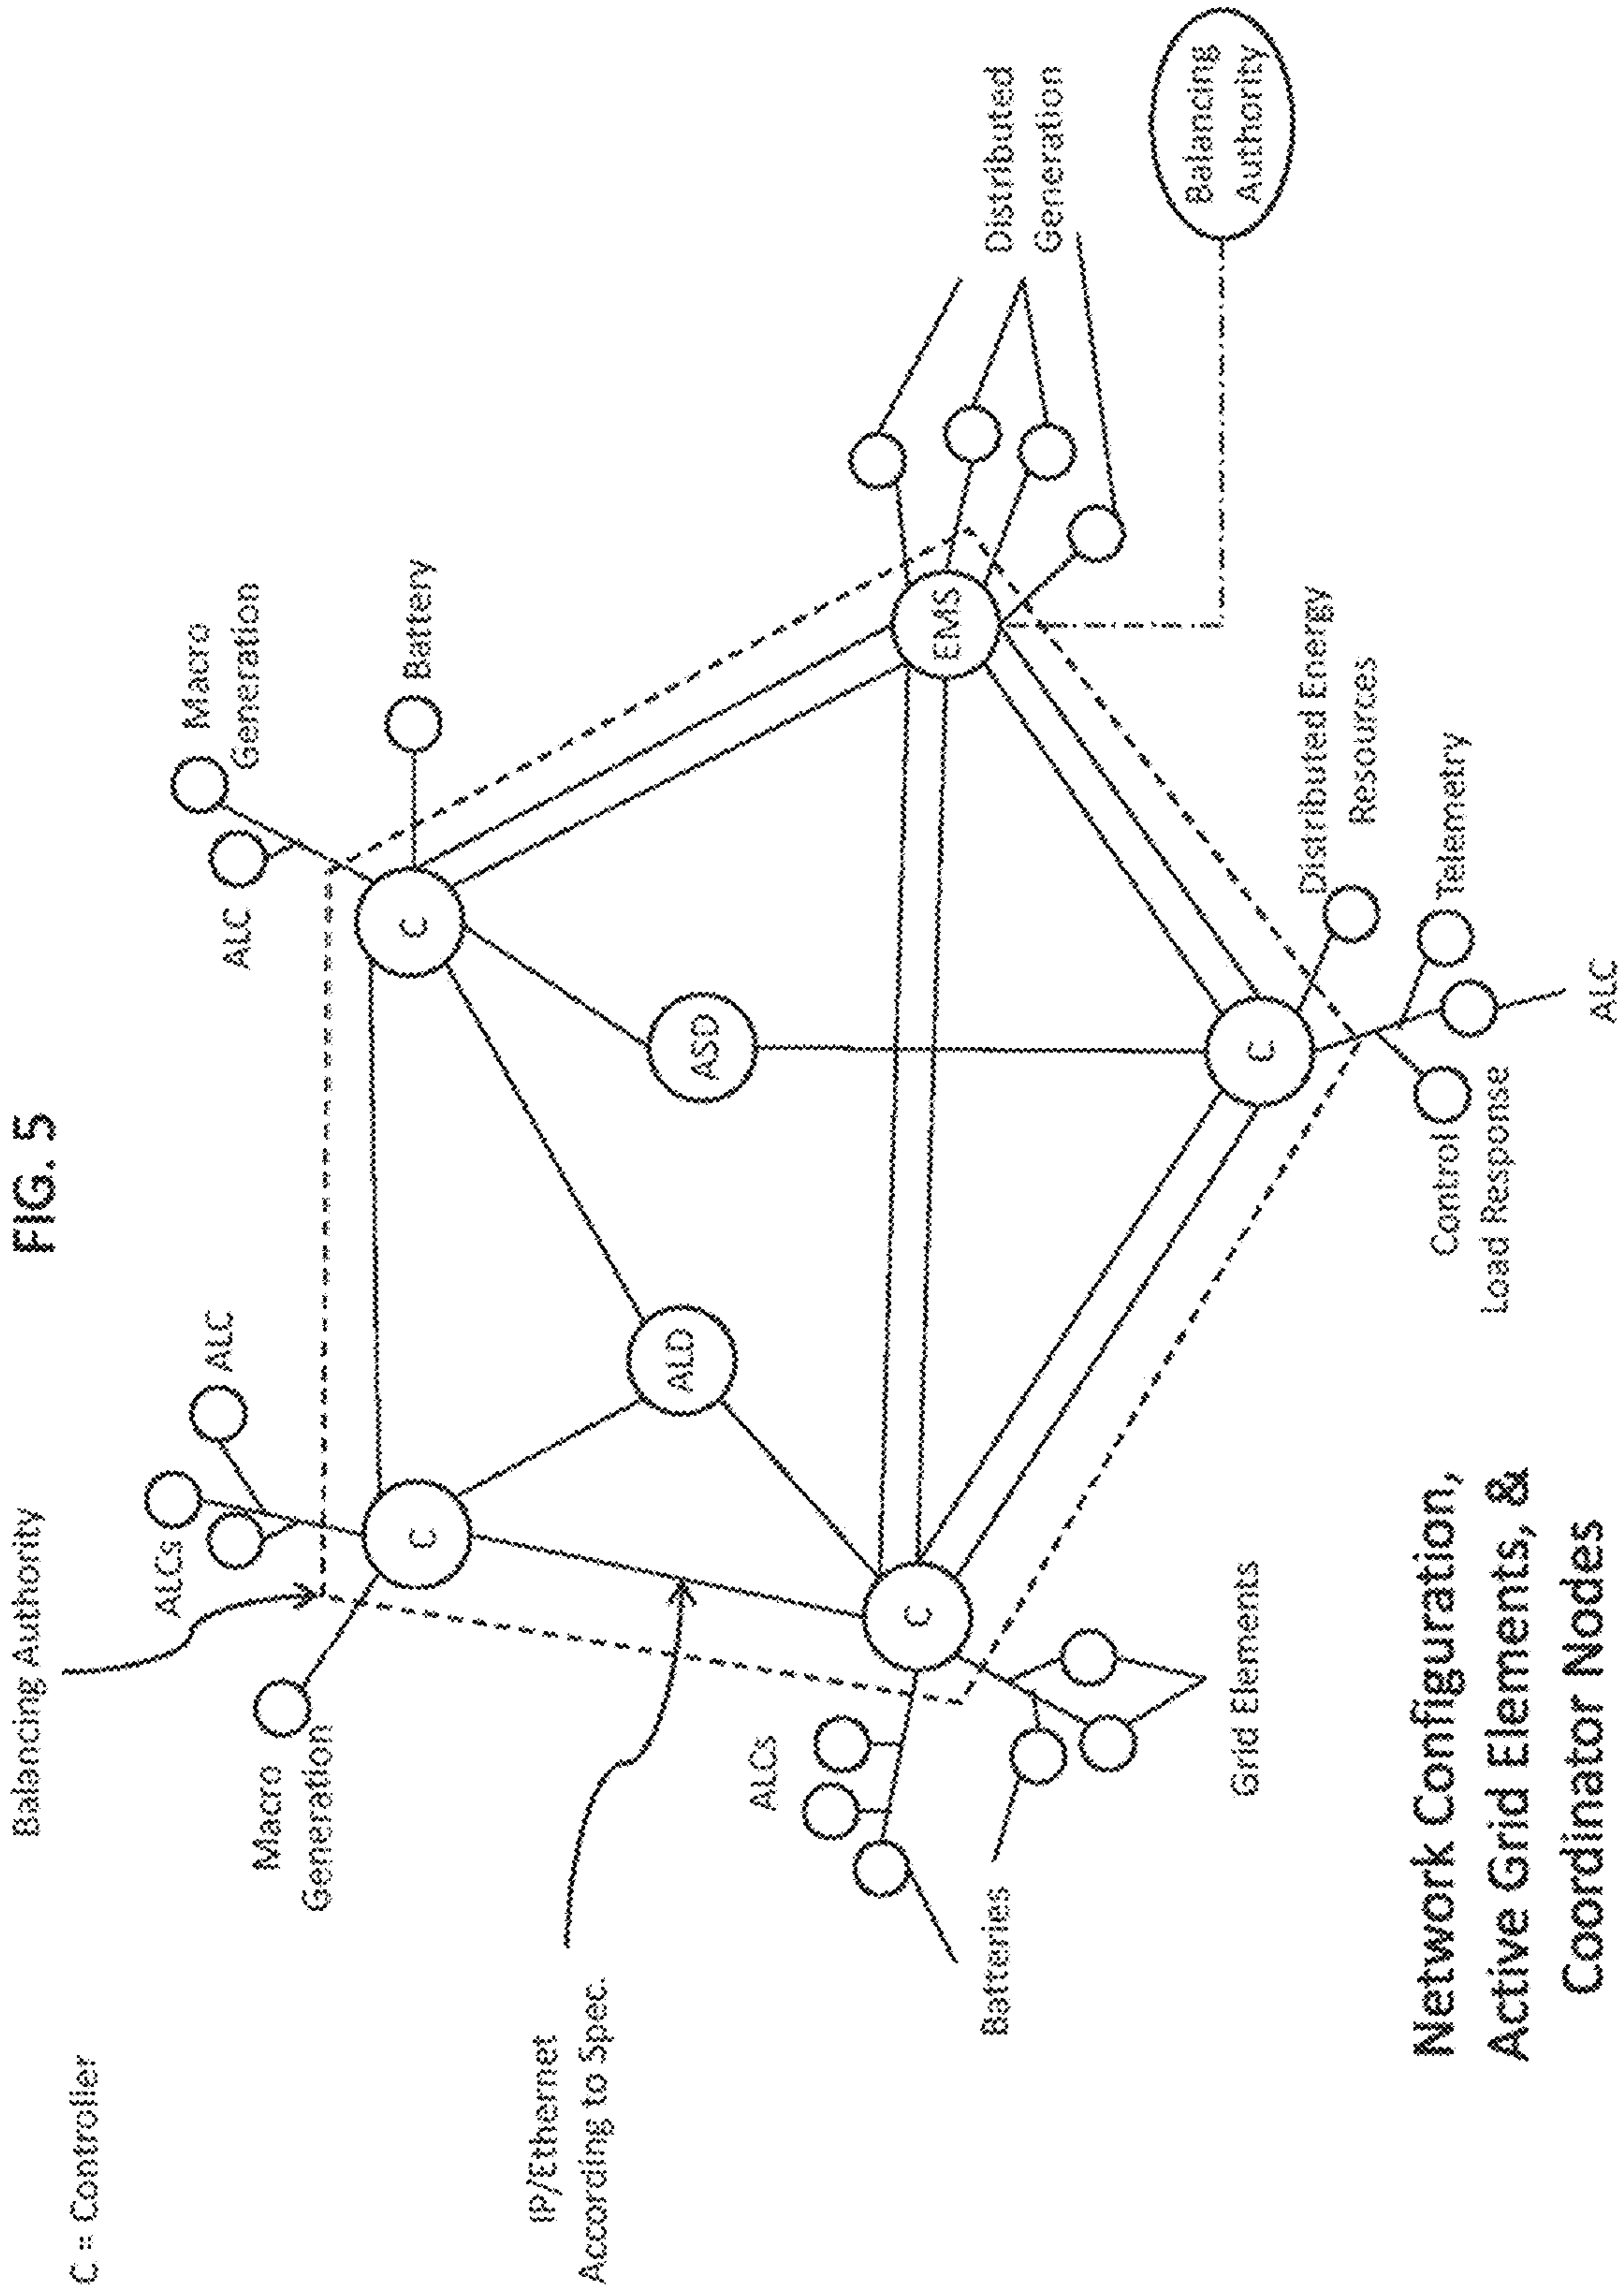 FIG. 5
C = Controller
Balancing Authority
IP/Ethernet
According to Spec.
Macro
Generation
ALCs
ALC
C
ALC
Macro
Generation
Battery
C
ALD
ASD
EMS
Distributed
Generation
Balancing
Authority
C
ALCs
Batteries
Grid Elements
C
Distributed Energy
Resources
Telemetry
ALC
Control
Load Response
Network Configuration,
Active Grid Elements, &
Coordinator Nodes